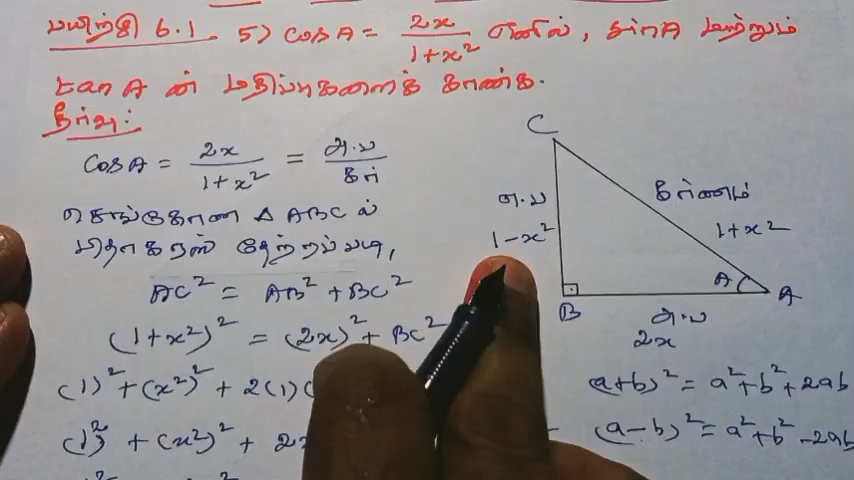 பயிற்சி 6.1 5) cos A = 2x / 1+x² எனில், sin A மற்றும்
tan A ன் மதிப்புகளைக் காண்க.
தீர்வு:
cos A = 2x / 1+x² = அ.ப / கர்
செங்கோண Δ ABC ல்
பிதாகரஸ் தேற்றப்படி,
AC² = AB² + BC²
(1+x²)² = (2x)² + BC²
(1)² + (x²)² + 2(1)(
(1)² + (x²)² + 2x
C
எ.ப
1-x²
கர்ணம்
1+x²
A
B
A
அ.ப
2x
(a+b)² = a²+b²+2ab
(a-b)² = a²+b²-2ab